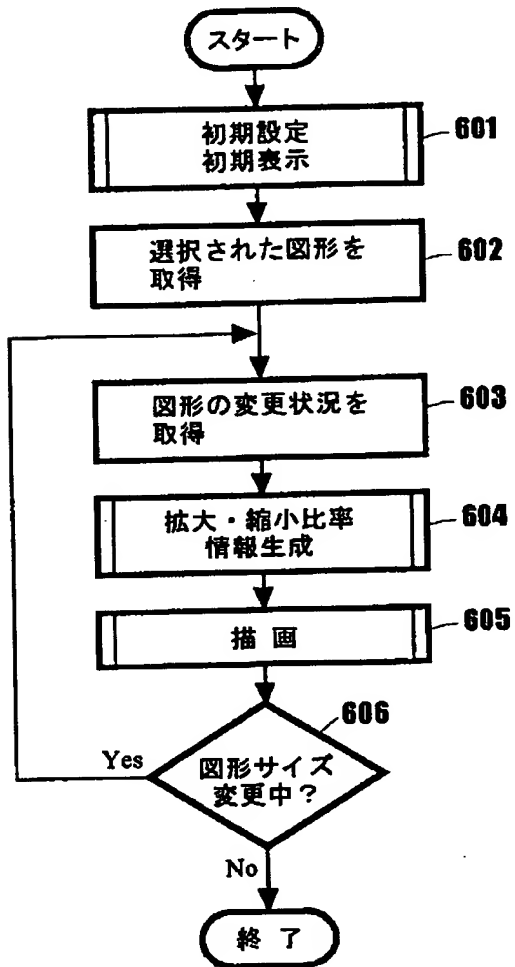 スタート
初期設定
初期表示
601
選択された図形を
取得
602
図形の変更状況を
取得
603
拡大・縮小比率
情報生成
604
描 画
605
606
図形サイズ
変更中?
Yes
No
終 了